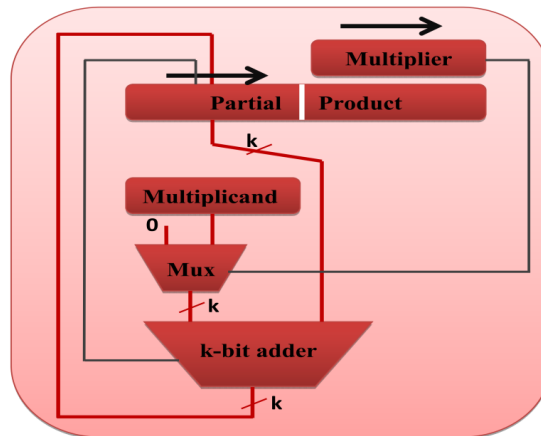 Multiplier
Partial Product
k
Multiplicand
0
Mux
k
k-bit adder
k